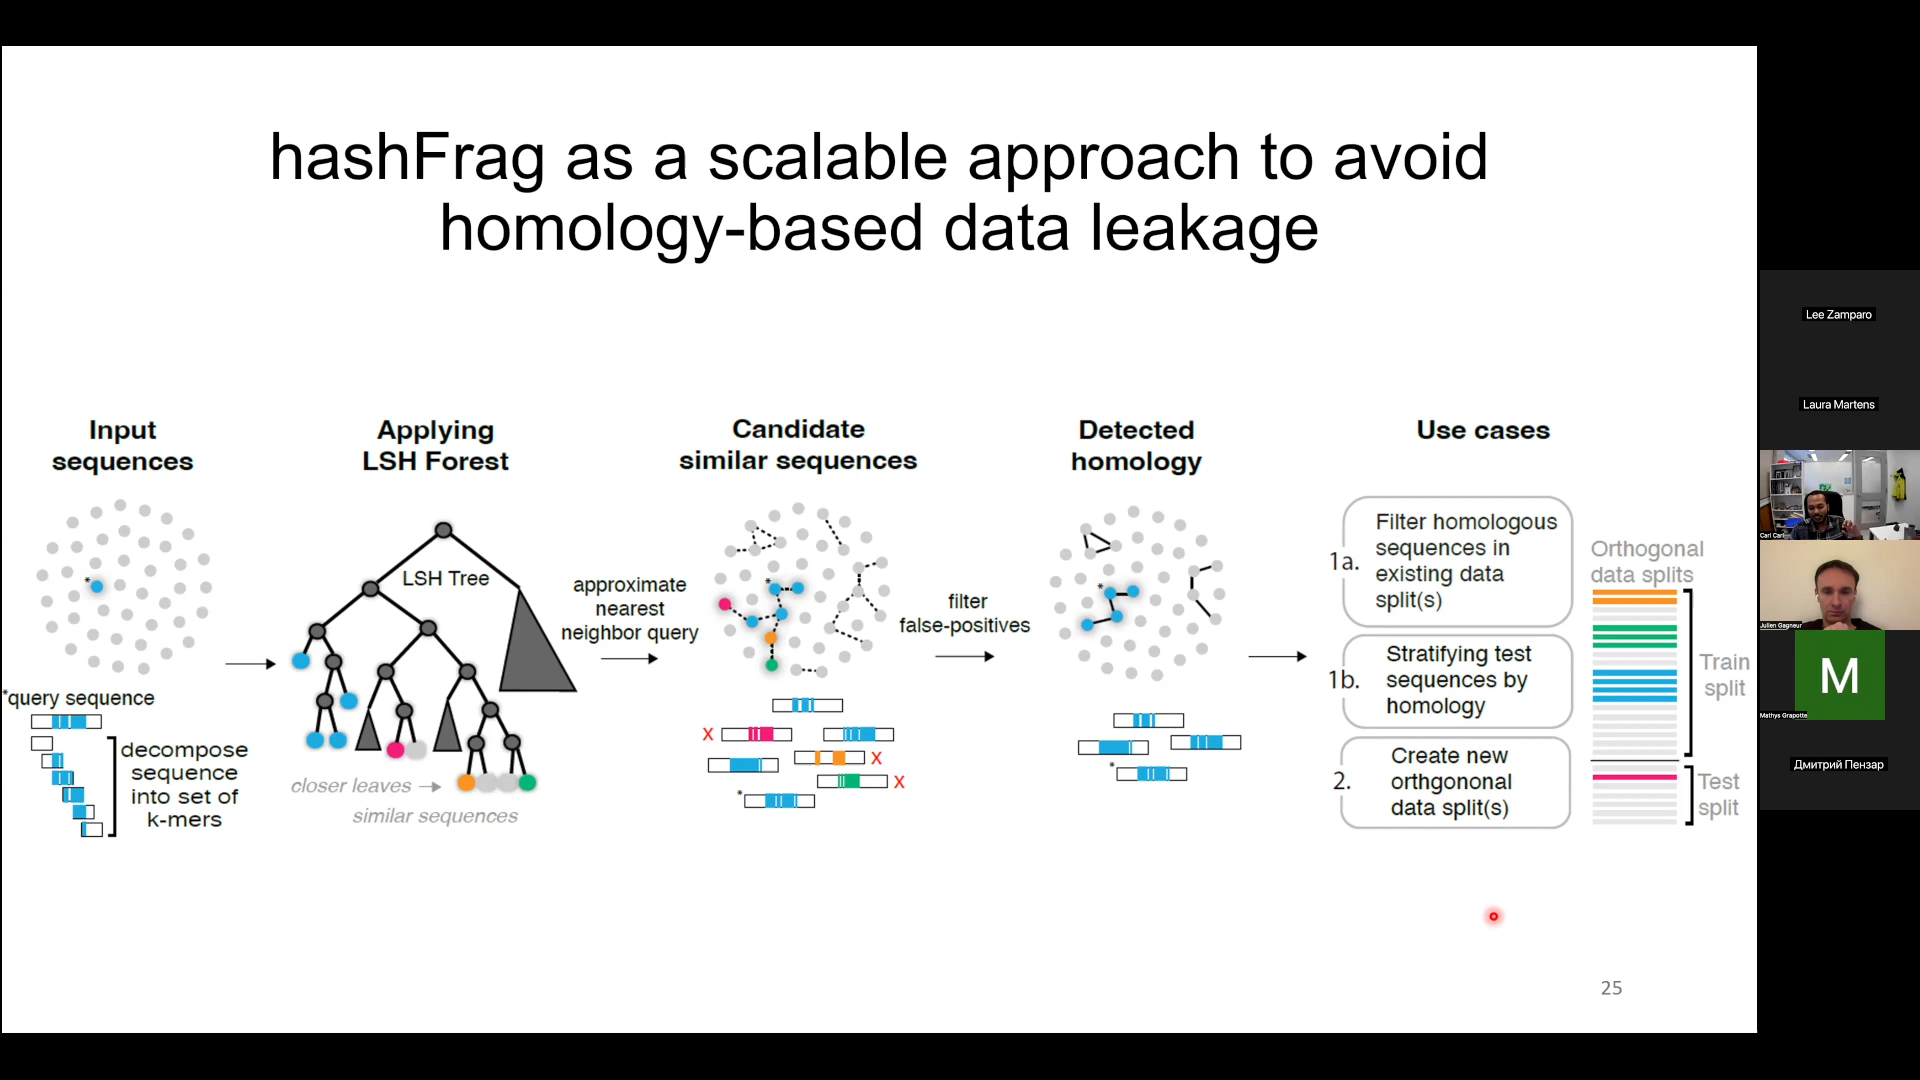 hashFrag as a scalable approach to avoid
homology-based data leakage
Input
sequences
*
*query sequence
decompose
sequence
into set of
k-mers
Applying
LSH Forest
LSH Tree
closer leaves →
similar sequences
approximate
nearest
neighbor query
Candidate
similar sequences
*
X
X
X
*
filter
false-positives
Detected
homology
*
*
Use cases
1a.
Filter homologous
sequences in
existing data
split(s)
1b.
Stratifying test
sequences by
homology
2.
Create new
orthgononal
data split(s)
Orthogonal
data splits
Train
split
Test
split
25
Lee Zamparo
Laura Martens
Carl Carl
Julien Gagneur
M
Mathys Grapotte
Дмитрий Пензар